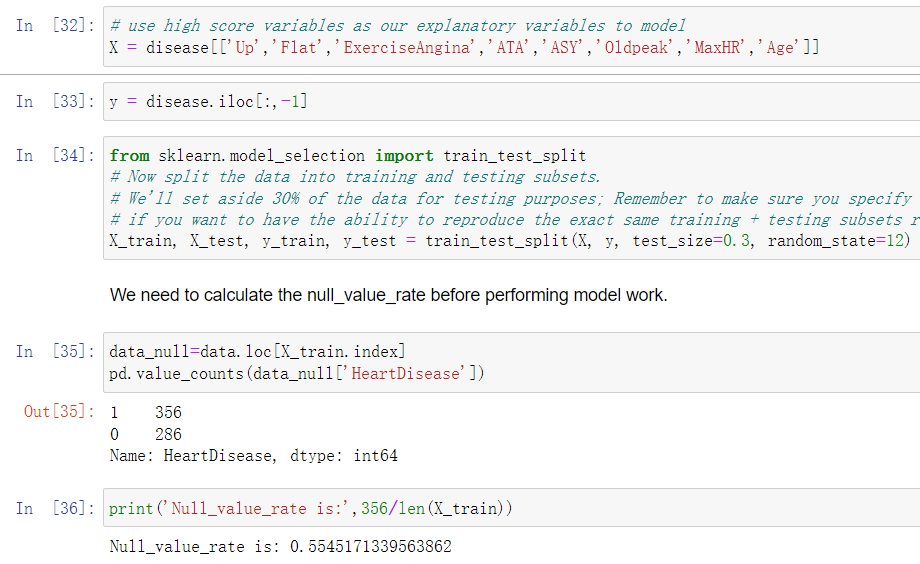 In [32]: # use high score variables as our explanatory variables to model
X = disease[['Up','Flat','ExerciseAngina','ATA','ASY','Oldpeak','MaxHR','Age']]
In [33]: y = disease.iloc[:,-1]
In [34]: from sklearn.model_selection import train_test_split
# Now split the data into training and testing subsets.
# We'll set aside 30% of the data for testing purposes; Remember to make sure you specify
# if you want to have the ability to reproduce the exact same training + testing subsets r
X_train, X_test, y_train, y_test = train_test_split(X, y, test_size=0.3, random_state=12)
We need to calculate the null_value_rate before performing model work.
In [35]: data_null=data.loc[X_train.index]
pd.value_counts(data_null['HeartDisease'])
Out[35]: 1    356
0    286
Name: HeartDisease, dtype: int64
In [36]: print('Null_value_rate is:',356/len(X_train))
Null_value_rate is: 0.5545171339563862